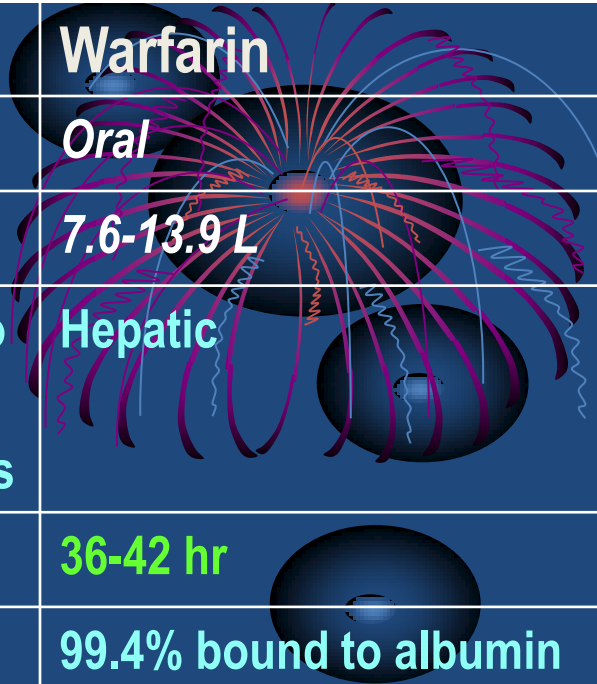 Warfarin
Oral
7.6-13.9 L
Hepatic
36-42 hr
99.4% bound to albumin